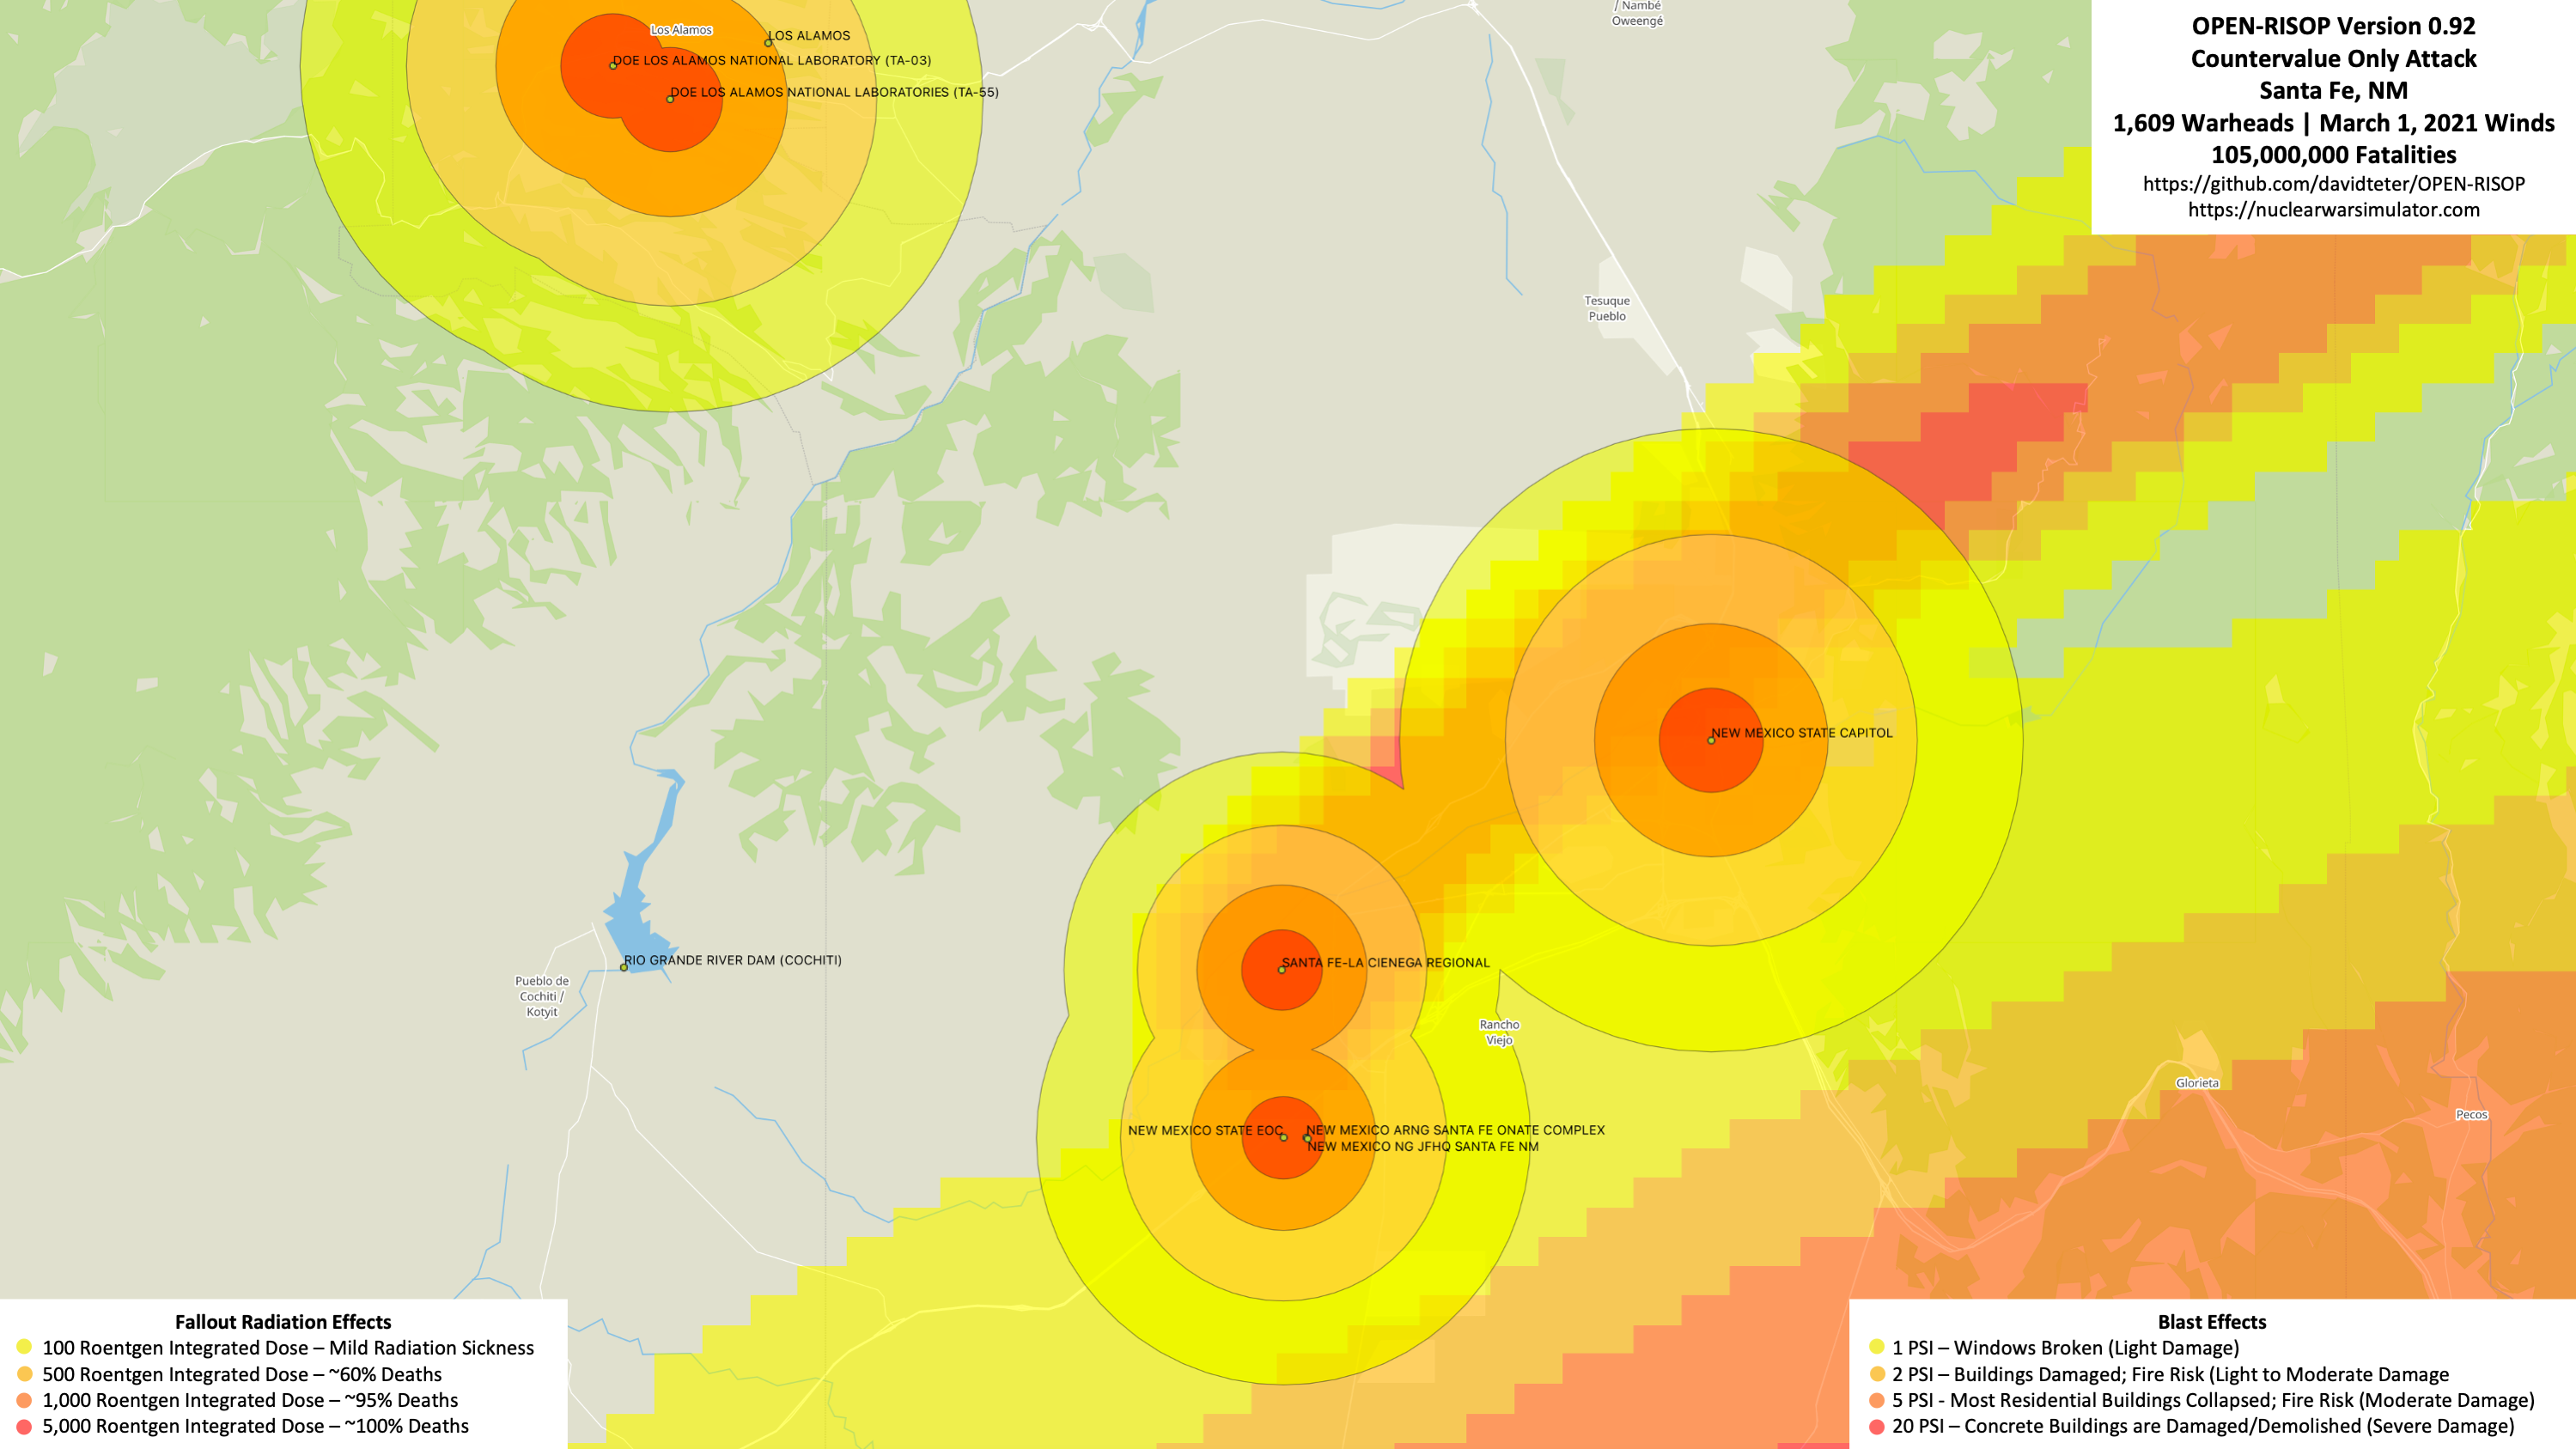 / Nambé
Oweengé
OPEN-RISOP Version 0.92
Countervalue Only Attack
Santa Fe, NM
1,609 Warheads | March 1, 2021 Winds
105,000,000 Fatalities
https://github.com/davidteter/OPEN-RISOP
https://nuclearwarsimulator.com
Los Alamos
LOS ALAMOS
DOE LOS ALAMOS NATIONAL LABORATORY (TA-03)
DOE LOS ALAMOS NATIONAL LABORATORIES (TA-55)
Tesuque
Pueblo
NEW MEXICO STATE CAPITOL
RIO GRANDE RIVER DAM (COCHITI)
Pueblo de
Cochiti /
Kotyit
SANTA FE-LA CIENEGA REGIONAL
Rancho
Viejo
Glorieta
Pecos
NEW MEXICO STATE EOC
NEW MEXICO ARNG SANTA FE ONATE COMPLEX
NEW MEXICO NG JFHQ SANTA FE NM
Fallout Radiation Effects
100 Roentgen Integrated Dose – Mild Radiation Sickness
500 Roentgen Integrated Dose – ~60% Deaths
1,000 Roentgen Integrated Dose – ~95% Deaths
5,000 Roentgen Integrated Dose – ~100% Deaths
Blast Effects
1 PSI – Windows Broken (Light Damage)
2 PSI – Buildings Damaged; Fire Risk (Light to Moderate Damage
5 PSI - Most Residential Buildings Collapsed; Fire Risk (Moderate Damage)
20 PSI – Concrete Buildings are Damaged/Demolished (Severe Damage)